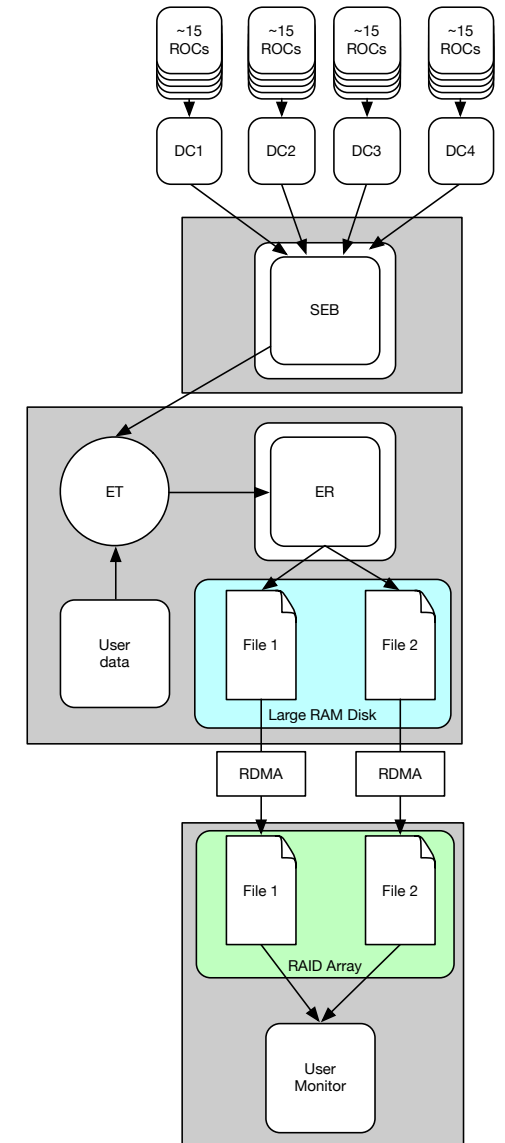 ~15
ROCs
~15
ROCs
~15
ROCs
~15
ROCs
DC1
DC2
DC3
DC4
SEB
ET
ER
User
data
File 1
File 2
Large RAM Disk
RDMA
RDMA
File 1
File 2
RAID Array
User
Monitor